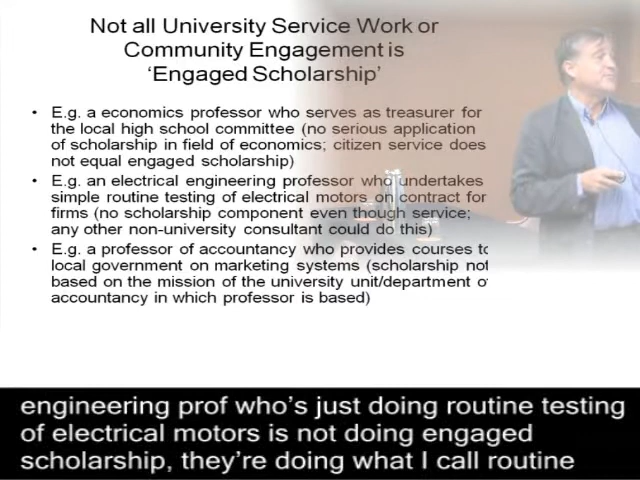 Not all University Service Work or
Community Engagement is
‘Engaged Scholarship’
• E.g. a economics professor who serves as treasurer for
the local high school committee (no serious application
of scholarship in field of economics; citizen service does
not equal engaged scholarship)
• E.g. an electrical engineering professor who undertakes
simple routine testing of electrical motors on contract for
firms (no scholarship component even though service;
any other non-university consultant could do this)
• E.g. a professor of accountancy who provides courses to
local government on marketing systems (scholarship not
based on the mission of the university unit/department of
accountancy in which professor is based)
engineering prof who’s just doing routine testing
of electrical motors is not doing engaged
scholarship, they’re doing what I call routine